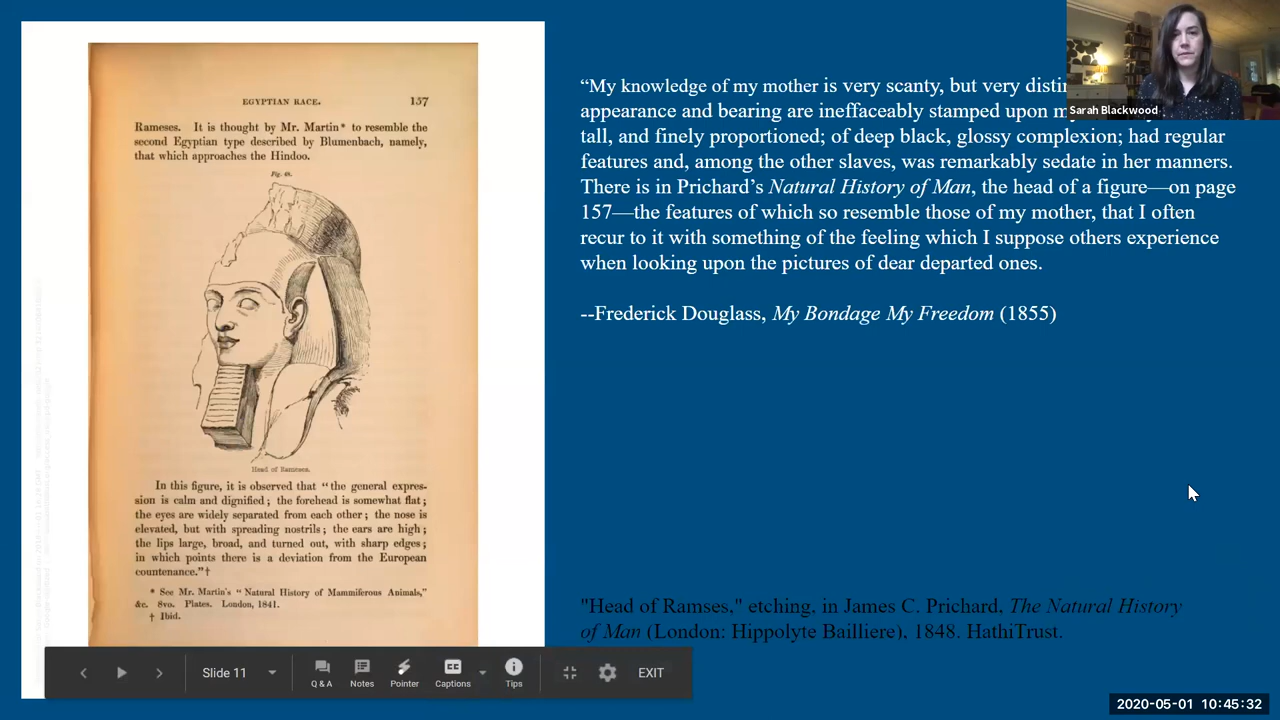 EGYPTIAN RACE. 157
Rameses. It is thought by Mr. Martin* to resemble the
second Egyptian type described by Blumenbach, namely,
that which approaches the Hindoo.
Fig. 68.
Head of Rameses.
In this figure, it is observed that “the general expres-
sion is calm and dignified; the forehead is somewhat flat;
the eyes are widely separated from each other; the nose is
elevated, but with spreading nostrils; the ears are high;
the lips large, broad, and turned out, with sharp edges;
in which points there is a deviation from the European
countenance.”†
* See Mr. Martin's “Natural History of Mammiferous Animals,”
&c. 8vo. Plates. London, 1841.
† Ibid.
“My knowledge of my mother is very scanty, but very
appearance and bearing are ineffaceably stamped upon
tall, and finely proportioned; of deep black, glossy complexion; had regular
features and, among the other slaves, was remarkably sedate in her manners.
There is in Prichard’s Natural History of Man, the head of a figure—on page
157—the features of which so resemble those of my mother, that I often
recur to it with something of the feeling which I suppose others experience
when looking upon the pictures of dear departed ones.
--Frederick Douglass, My Bondage My Freedom (1855)
"Head of Ramses," etching, in James C. Prichard, The Natural History
of Man (London: Hippolyte Bailliere), 1848. HathiTrust.
Sarah Blackwood
Slide 11
Q & A
Notes
Pointer
Captions
Tips
EXIT
2020-05-01 10:45:32